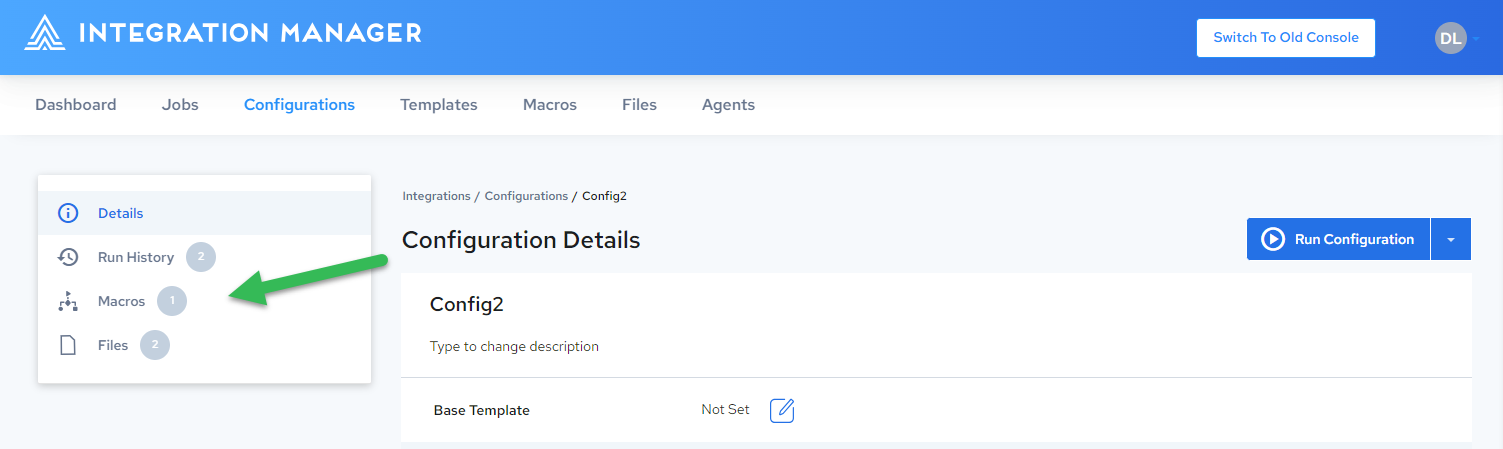 INTEGRATION MANAGER
Switch To Old Console
DL
Dashboard Jobs Configurations Templates Macros Files Agents
Details
Run History 2
Macros 1
Files 2
Integrations / Configurations / Config2
Configuration Details
Run Configuration
Config2
Type to change description
Base Template Not Set